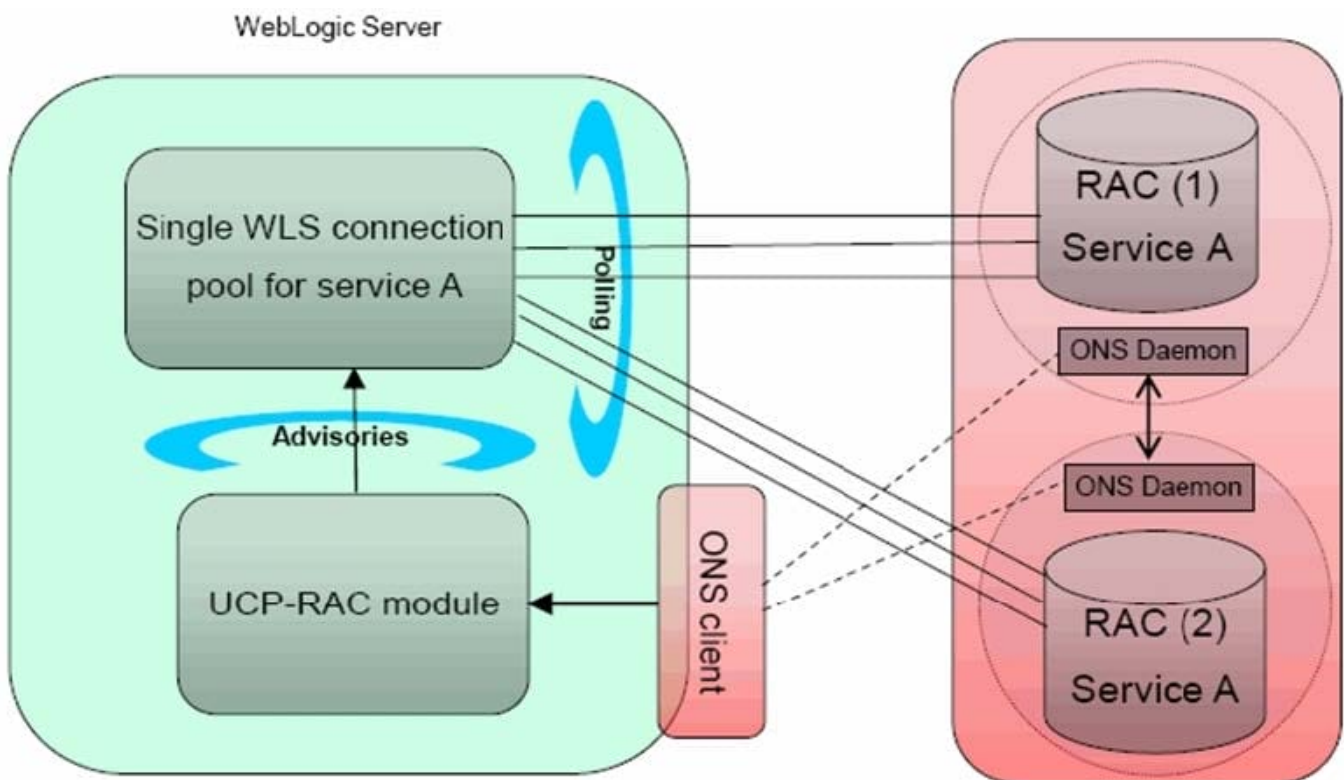 WebLogic Server
Single WLS connection
pool for service A
Polling
Advisories
UCP-RAC module
ONS client
RAC (1)
Service A
ONS Daemon
ONS Daemon
RAC (2)
Service A